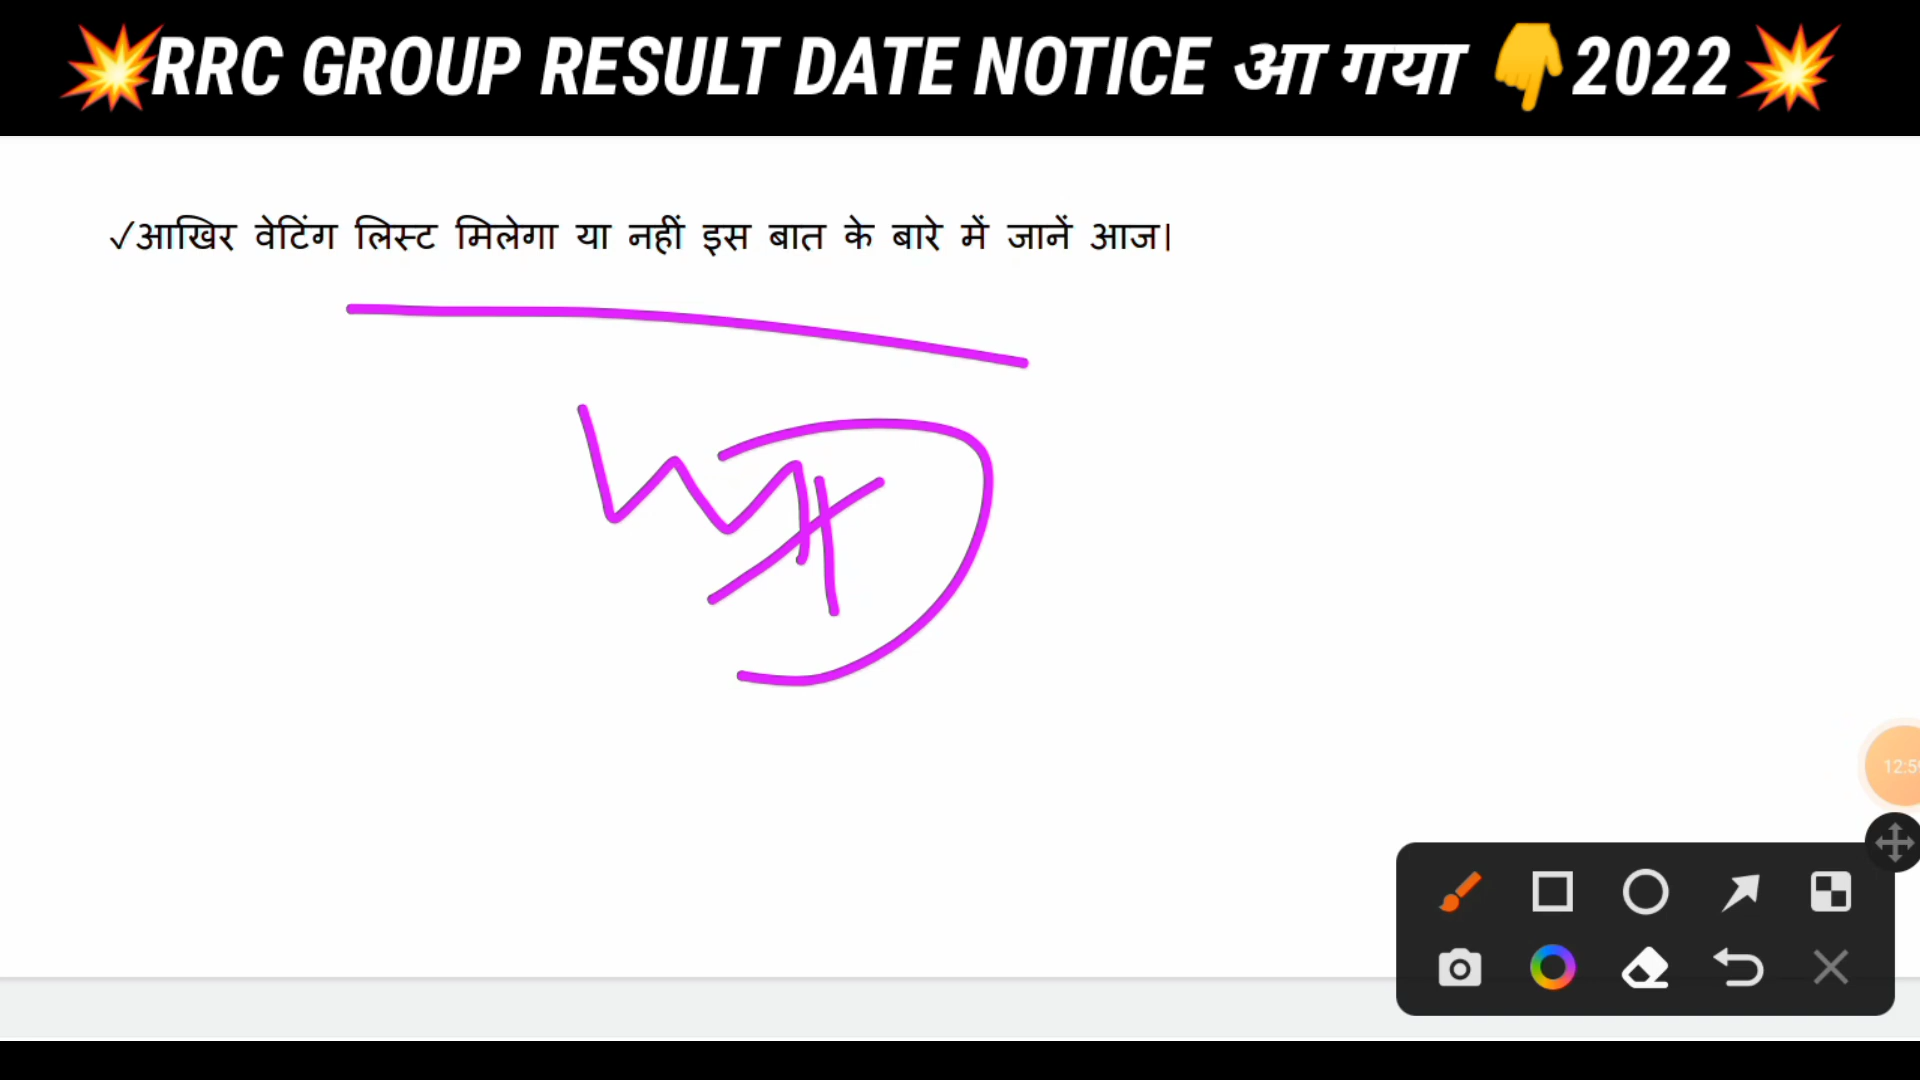 💥RRC GROUP RESULT DATE NOTICE आ गया 👇2022💥
✓आखिर वेटिंग लिस्ट मिलेगा या नहीं इस बात के बारे में जानें आज।